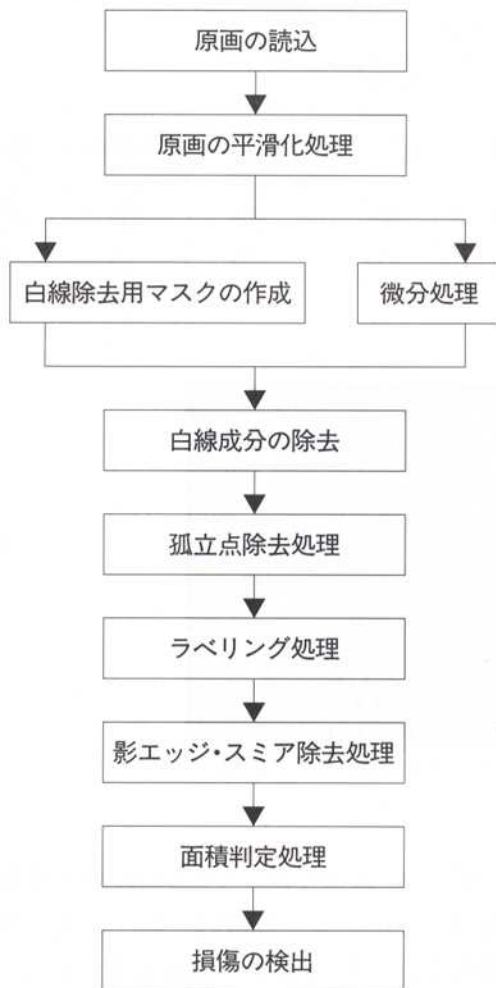 原画の読込
原画の平滑化処理
白線除去用マスクの作成
微分処理
白線成分の除去
孤立点除去処理
ラベリング処理
影エッジ・スミア除去処理
面積判定処理
損傷の検出